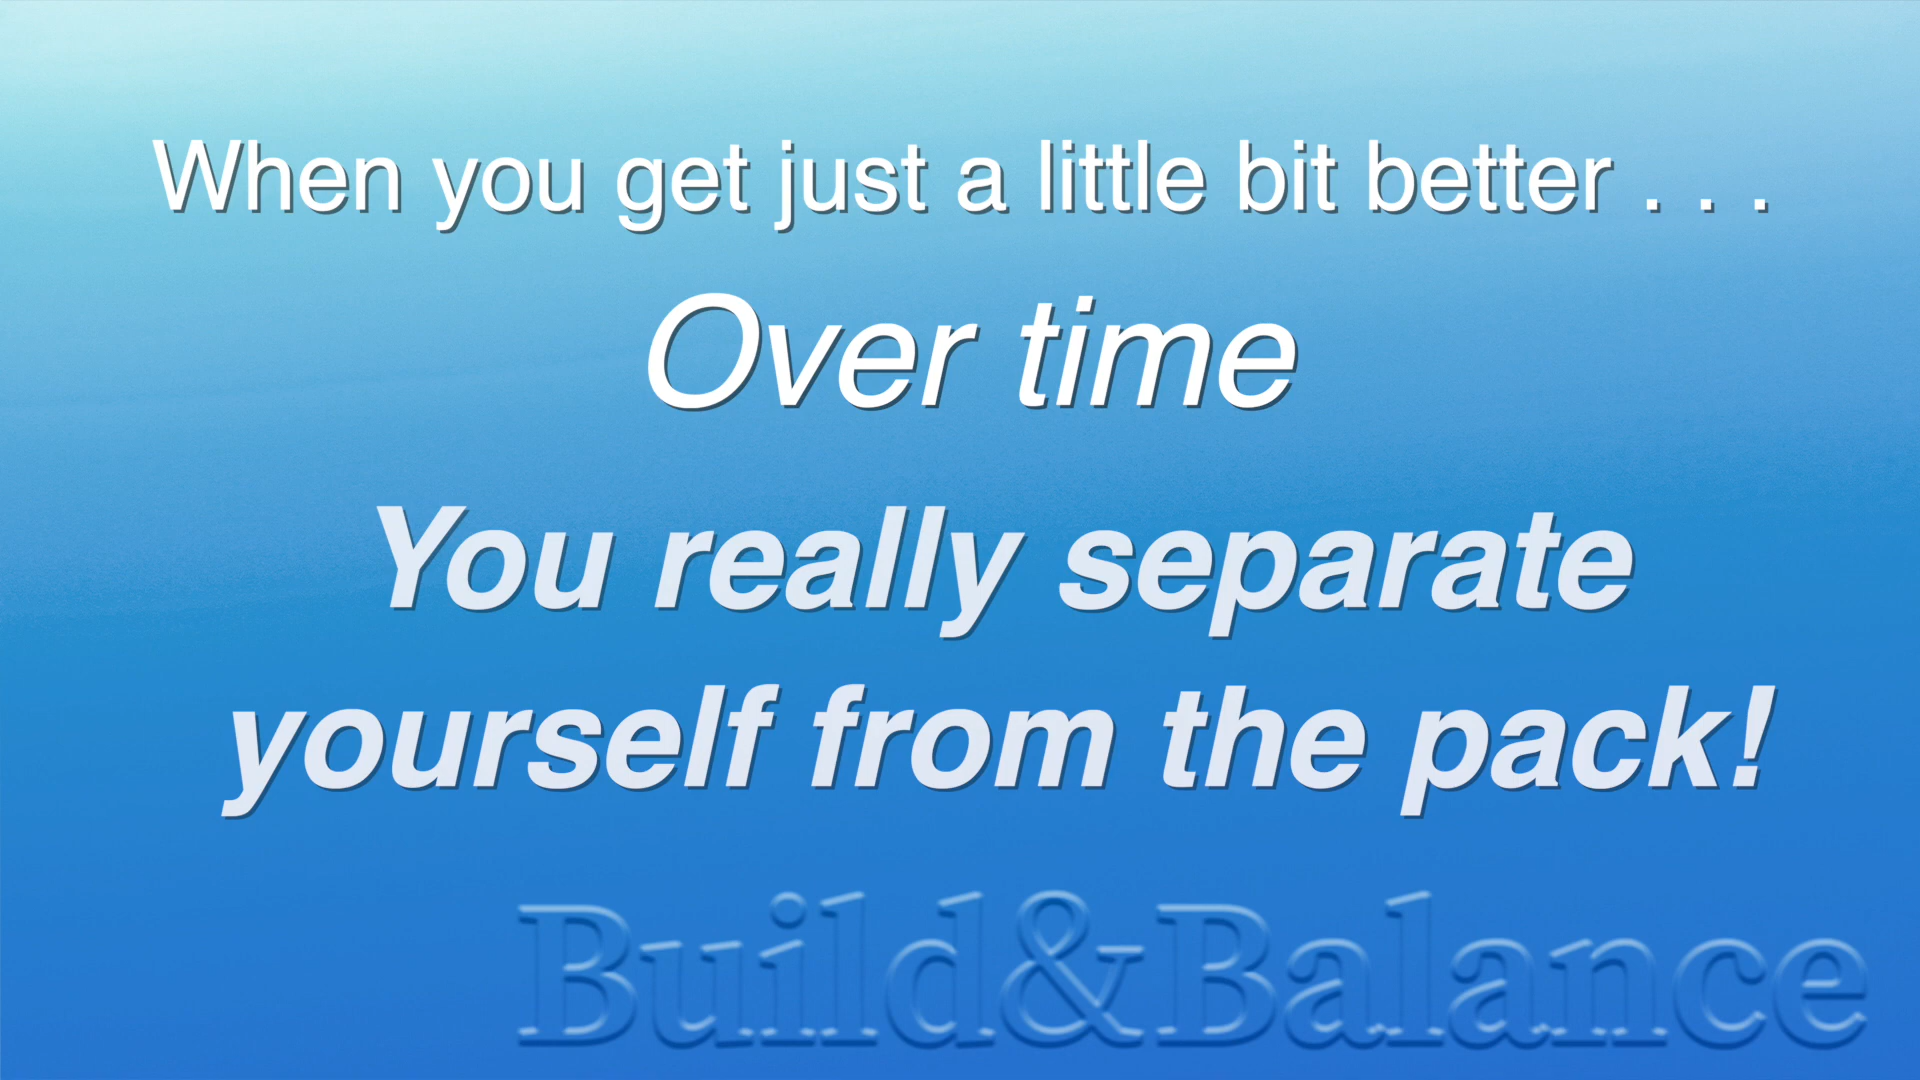 When you get just a little bit better . . .
Over time
You really separate
yourself from the pack!
Build&Balance